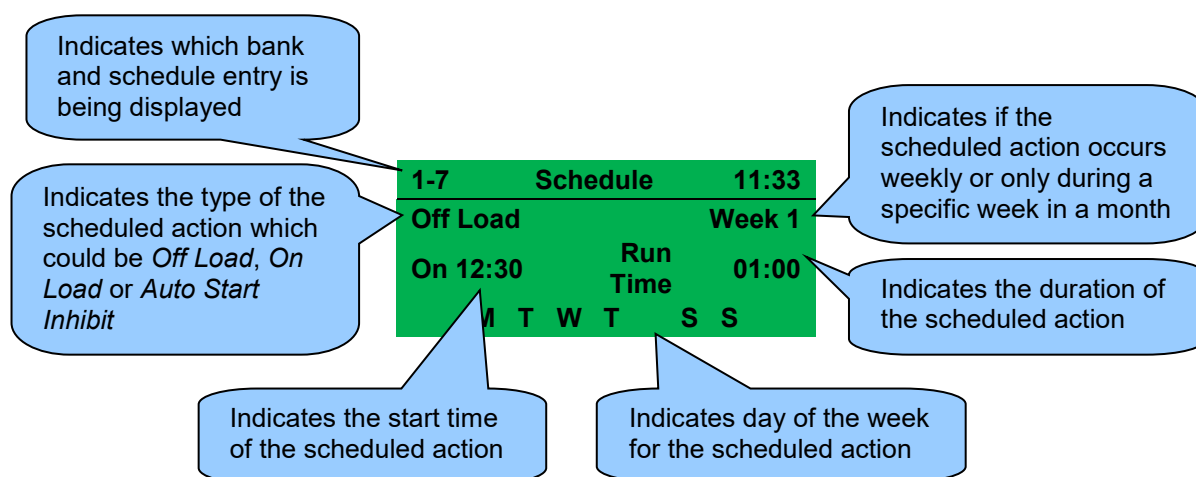 Indicates which bank
and schedule entry is
being displayed
Indicates the type of the
scheduled action which
could be Off Load, On
Load or Auto Start
Inhibit
1-7 Schedule 11:33
Off Load Week 1
On 12:30 Run Time 01:00
M T W T S S
Indicates if the
scheduled action occurs
weekly or only during a
specific week in a month
Indicates the duration of
the scheduled action
Indicates the start time
of the scheduled action
Indicates day of the week
for the scheduled action